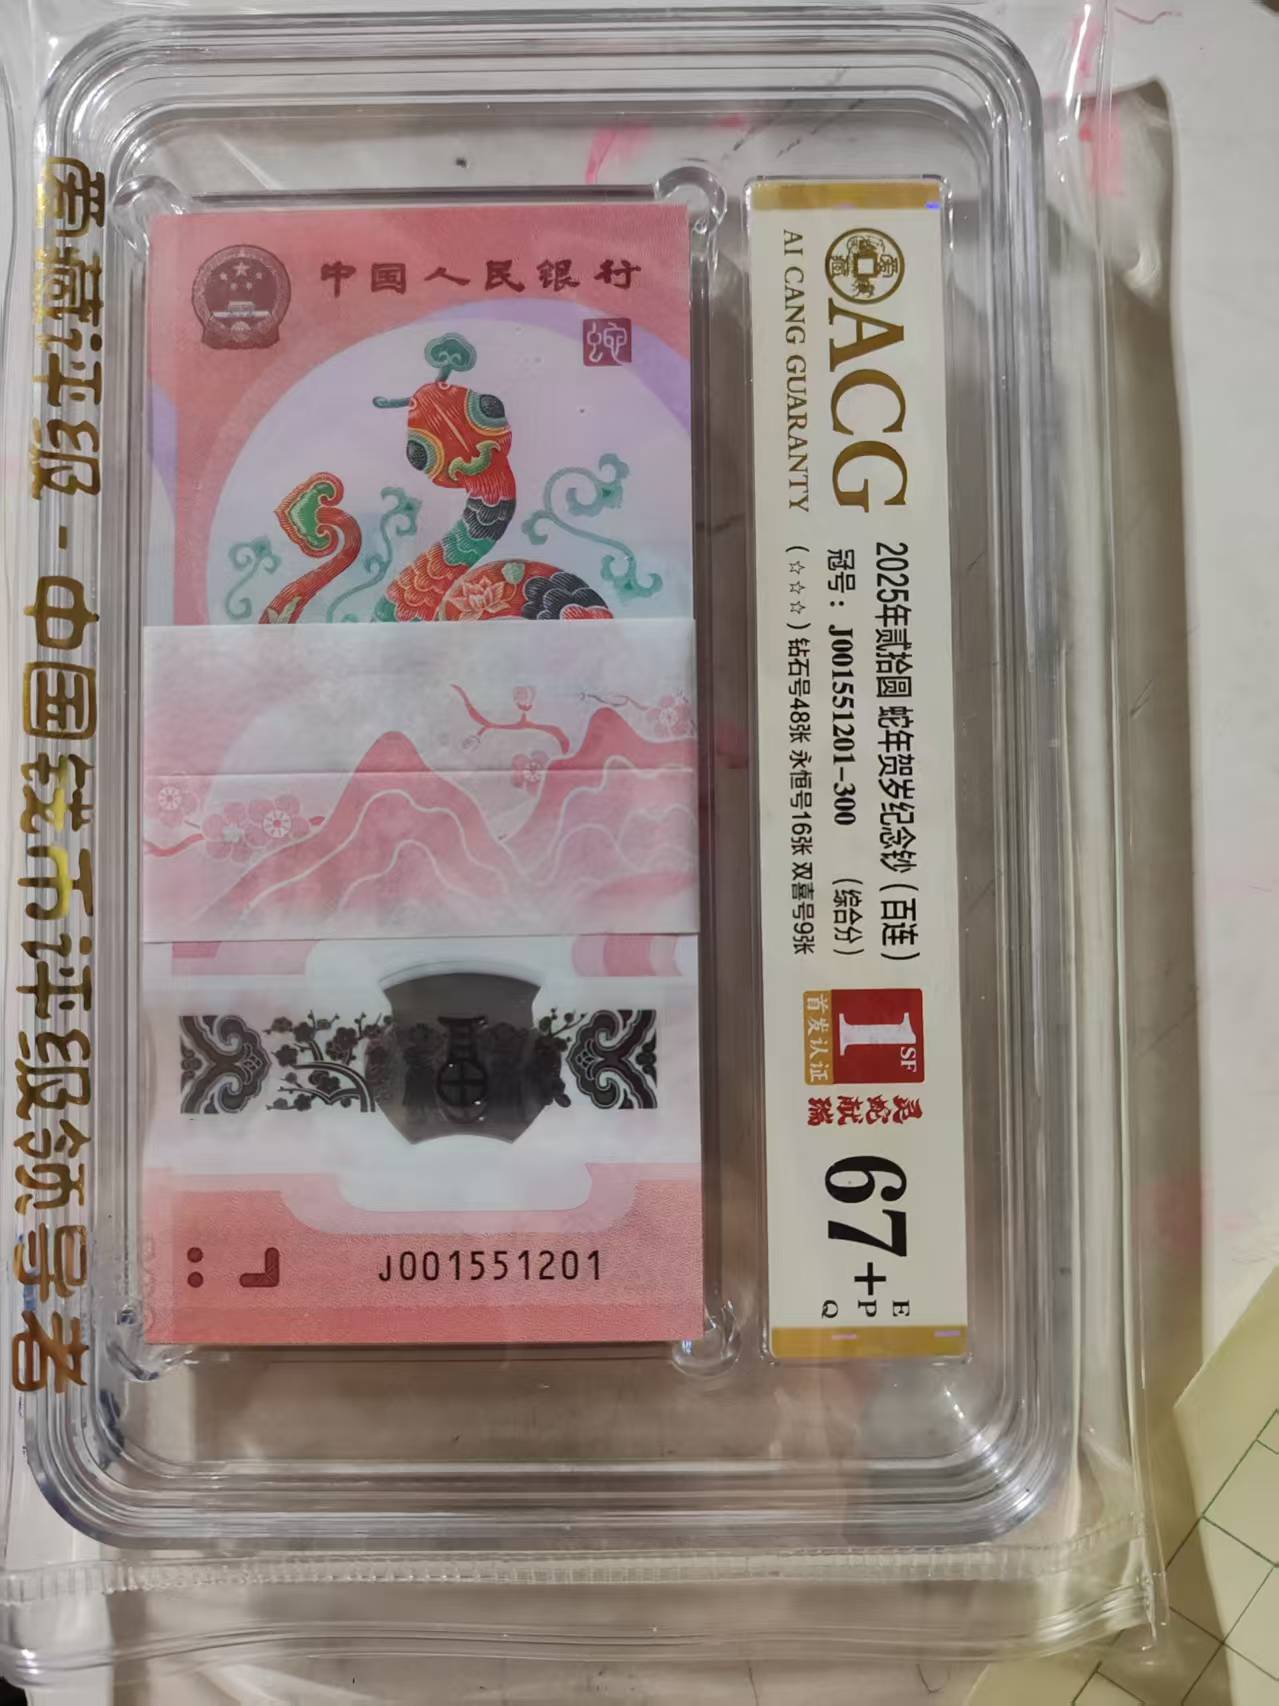 爱藏评级-中国钱币评级领导者
中国人民银行
蛇
J001551201
ACG
AI CANG GUARANTY
2025年贰拾圆 蛇年贺岁纪念钞（百连）
冠号：J001551201-300 （综合分）
（☆☆☆）钻石号48张 永恒号16张 双喜号9张
1SF
首发认证
灵蛇献瑞
67+
E
P
Q